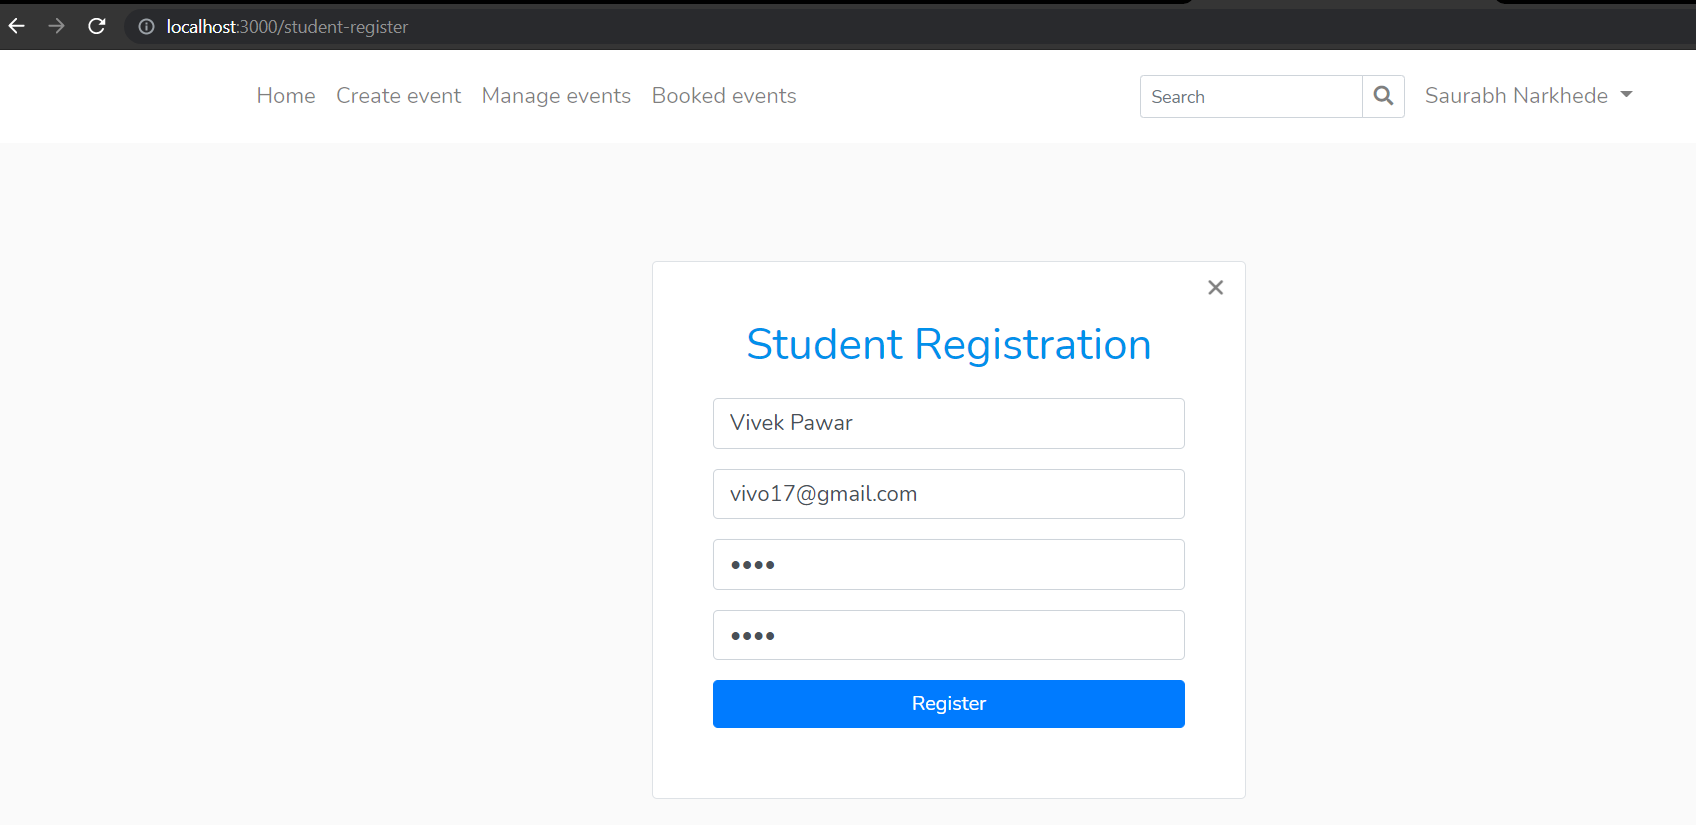 localhost:3000/student-register
Home Create event Manage events Booked events Search Saurabh Narkhede
Student Registration
Vivek Pawar
vivo17@gmail.com
••••
••••
Register